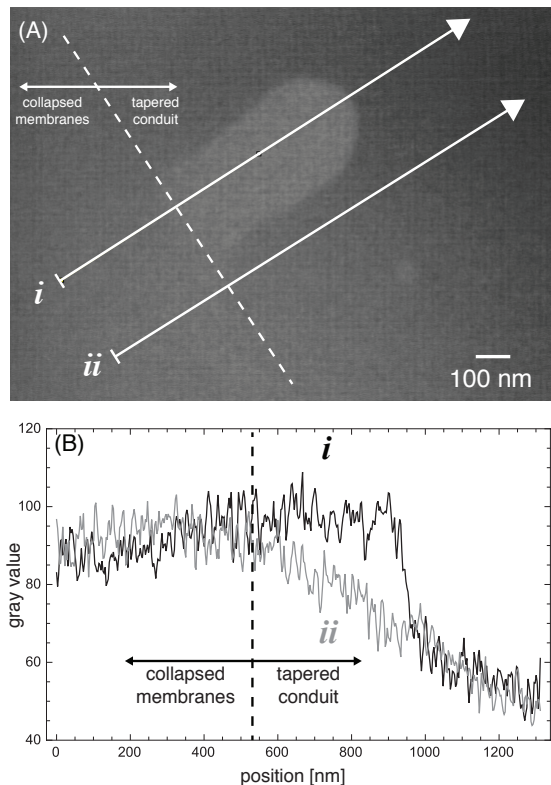 (A)
collapsed tapered
membranes conduit
i
ii
100 nm
(B)
120
100
80
60
40
gray value
i
ii
collapsed tapered
membranes conduit
0 200 400 600 800 1000 1200
position [nm]